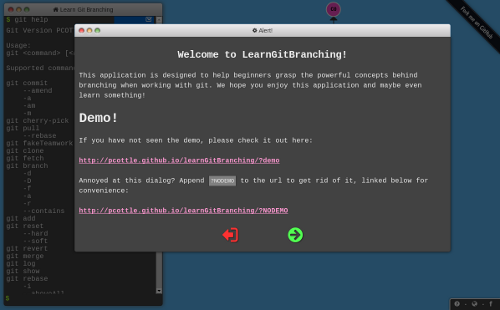 Learn Git Branching
$ git help
Git Version PCOT
Usage:
git <command> [<
Supported comman
git commit
--amend
-a
-am
-m
git cherry-pick
git pull
--rebase
git fakeTeamwork
git clone
git fetch
git branch
-d
-D
-f
-a
-r
--contains
git add
git reset
--hard
--soft
git revert
git merge
git log
git show
git rebase
-i
$
Alert!
Welcome to LearnGitBranching!
This application is designed to help beginners grasp the powerful concepts behind
branching when working with git. We hope you enjoy this application and maybe even
learn something!
Demo!
If you have not seen the demo, please check it out here:
http://pcottle.github.io/learnGitBranching/?demo
Annoyed at this dialog? Append ?NODEMO to the url to get rid of it, linked below for
convenience:
http://pcottle.github.io/learnGitBranching/?NODEMO
Fork me on GitHub